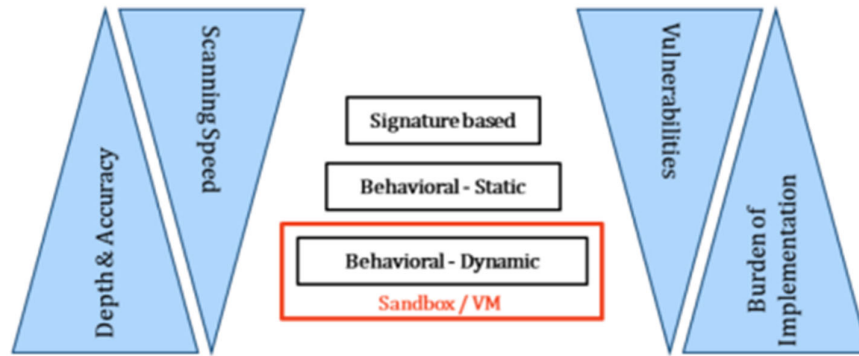 Depth & Accuracy
Scanning Speed
Signature based
Behavioral - Static
Behavioral - Dynamic
Sandbox / VM
Vulnerabilities
Burden of
Implementation